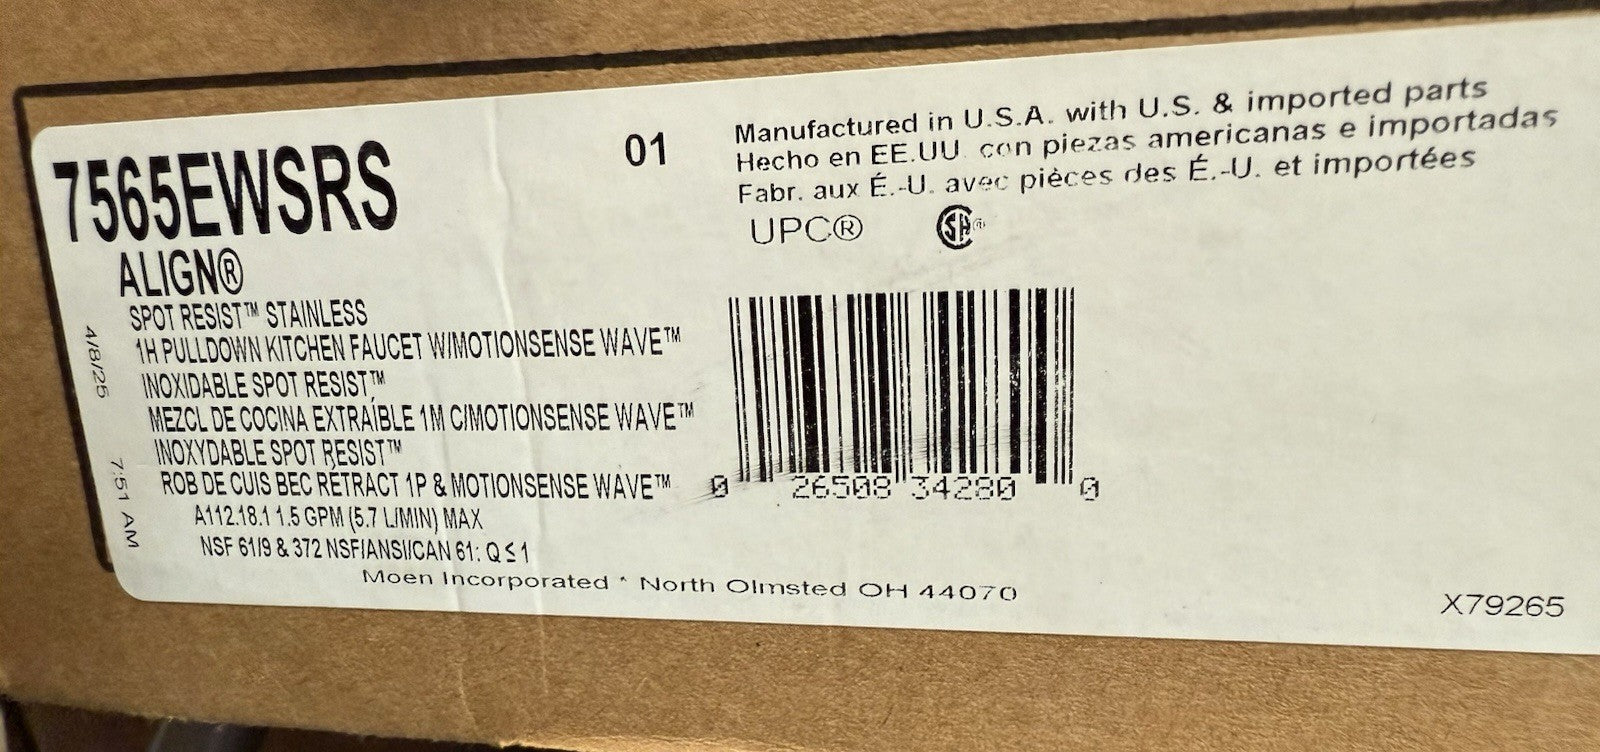 7565EWSRS
01
ALIGN®
SPOT RESIST™ STAINLESS
1H PULLDOWN KITCHEN FAUCET W/MOTIONSENSE WAVE™
INOXIDABLE SPOT RESIST™,
MEZCL DE COCINA EXTRAÍBLE 1M C/MOTIONSENSE WAVE™
INOXYDABLE SPOT RESIST™
ROB DE CUIS BEC RÉTRACT 1P & MOTIONSENSE WAVE™
A112.18.1 1.5 GPM (5.7 L/MIN) MAX
NSF 61/9 & 372 NSF/ANSI/CAN 61: Q ≤ 1
Moen Incorporated * North Olmsted OH 44070
4/8/25 7:51 AM
Manufactured in U.S.A. with U.S. & imported parts
Hecho en EE.UU. con piezas americanas e importadas
Fabr. aux É.-U. avec pièces des É.-U. et importées
UPC® SA®
0 26508 34280 0
X79265